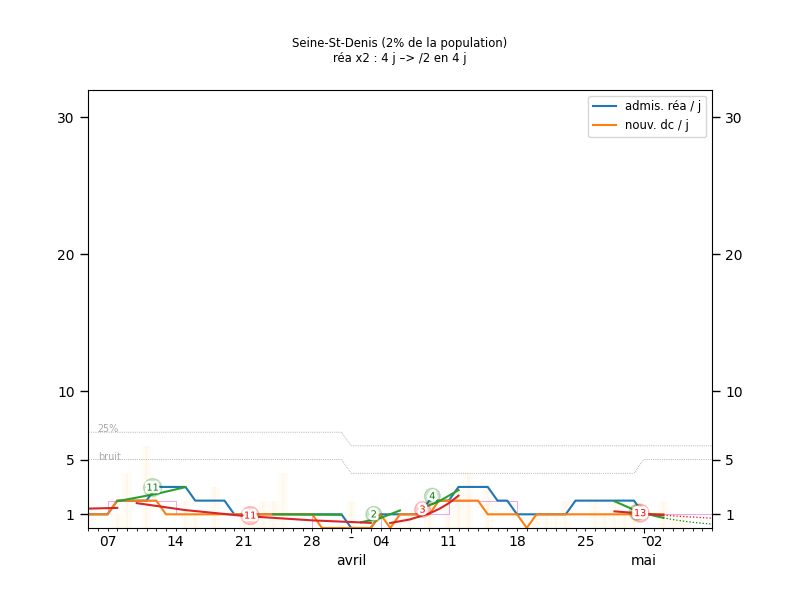 Seine-St-Denis (2% de la population)
réa x2 : 4 j –> /2 en 4 j
admis. réa / j
nouv. dc / j
30 30
20 20
10 10
25%
bruit
5 5
1 1
11
11
2
3
4
13
07 14 21 28 - 04 11 18 25 - 02
avril mai